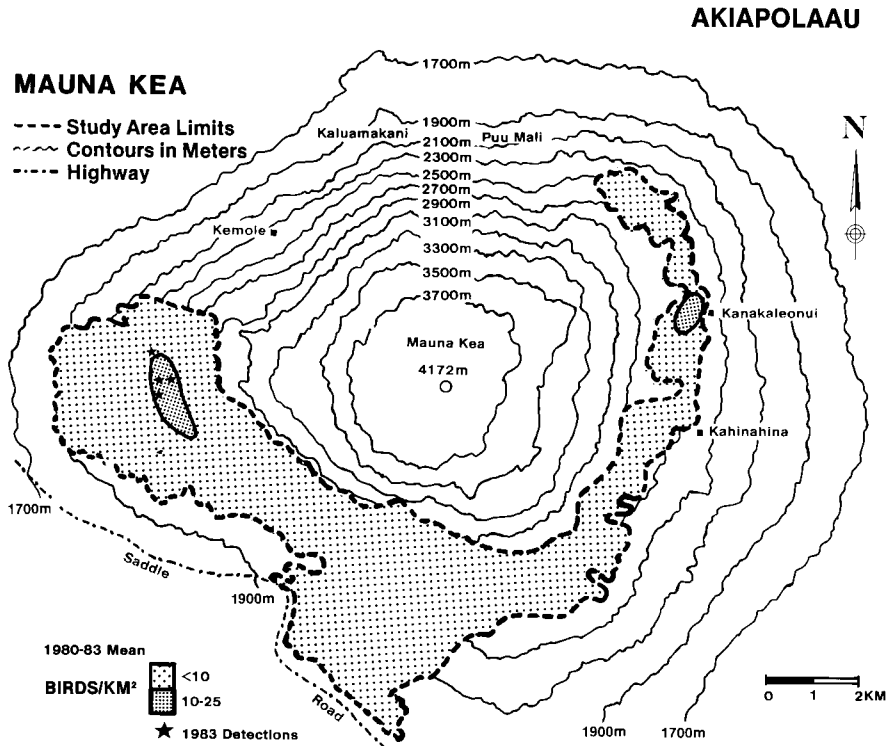 AKIAPOLAAU
MAUNA KEA
Study Area Limits
Contours in Meters
Highway
N
1700m
1900m
2100m
2300m
2500m
2700m
2900m
3100m
3300m
3500m
3700m
Kaluamakani
Puu Mali
Kemole
Kanakaleonui
Mauna Kea
4172m
Kahinahina
1700m
Saddle
1900m
Road
1980-83 Mean
BIRDS/KM²
<10
10-25
1983 Detections
0 1 2KM
1900m
1700m